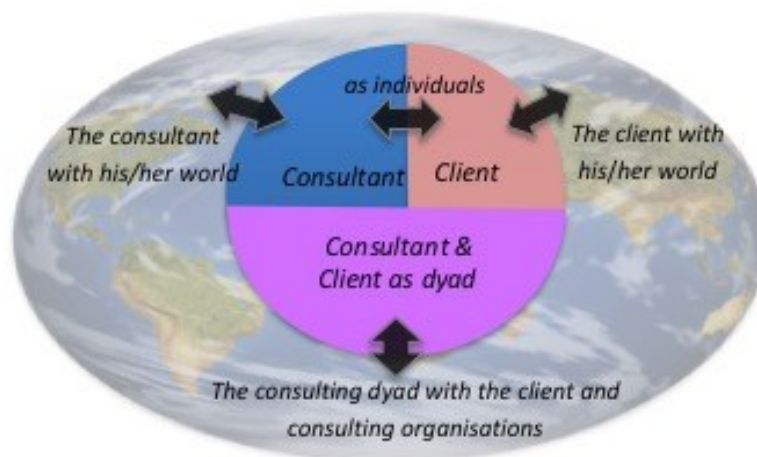 as individuals
The consultant
with his/her world
Consultant
Client
The client with
his/her world
Consultant &
Client as dyad
The consulting dyad with the client and
consulting organisations